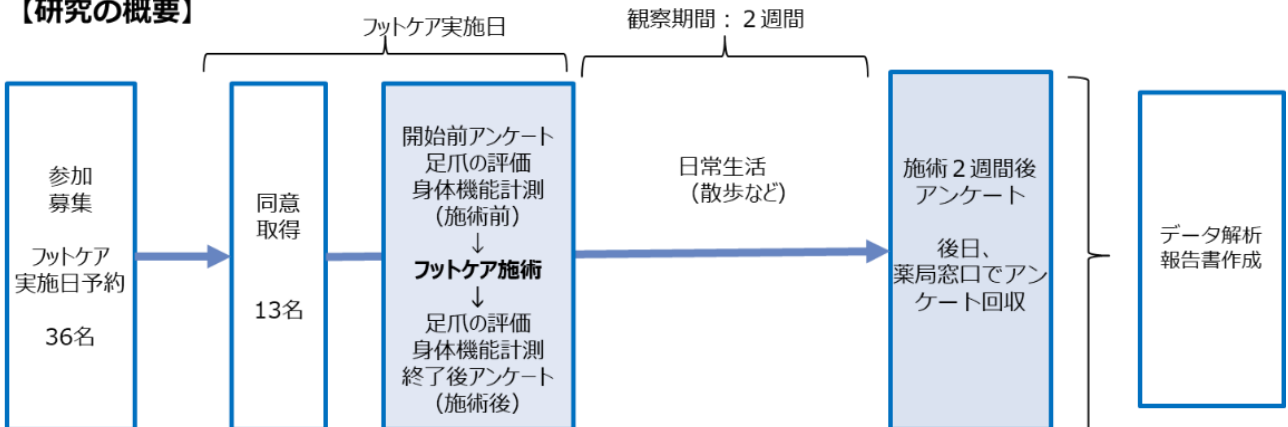 【研究の概要】
フットケア実施日
観察期間：２週間
参加
募集
フットケア
実施日予約
36名
同意
取得
13名
開始前アンケート
足爪の評価
身体機能計測
（施術前）
↓
フットケア施術
↓
足爪の評価
身体機能計測
終了後アンケート
（施術後）
日常生活
（散歩など）
施術２週間後
アンケート
後日、
薬局窓口でアン
ケート回収
データ解析
報告書作成